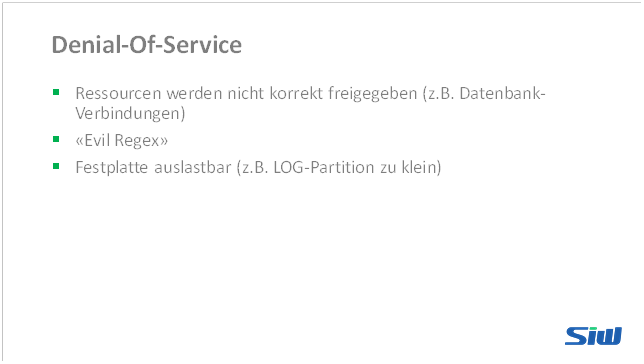 Denial-Of-Service
Ressourcen werden nicht korrekt freigegeben (z.B. Datenbank-
Verbindungen)
«Evil Regex»
Festplatte auslastbar (z.B. LOG-Partition zu klein)
SiW